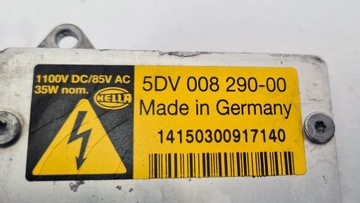 1100V DC/85V AC
35W nom.
HELLA
5DV 008 290-00
Made in Germany
14150300917140